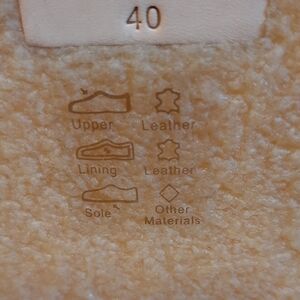 40
Upper Leather
Lining Leather
Sole Other
Materials